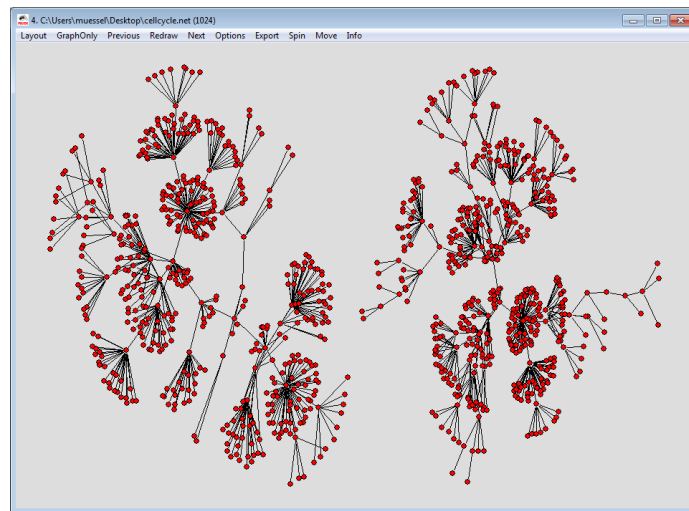 4. C:\Users\muessel\Desktop\cellcycle.net (1024)
Layout GraphOnly Previous Redraw Next Options Export Spin Move Info